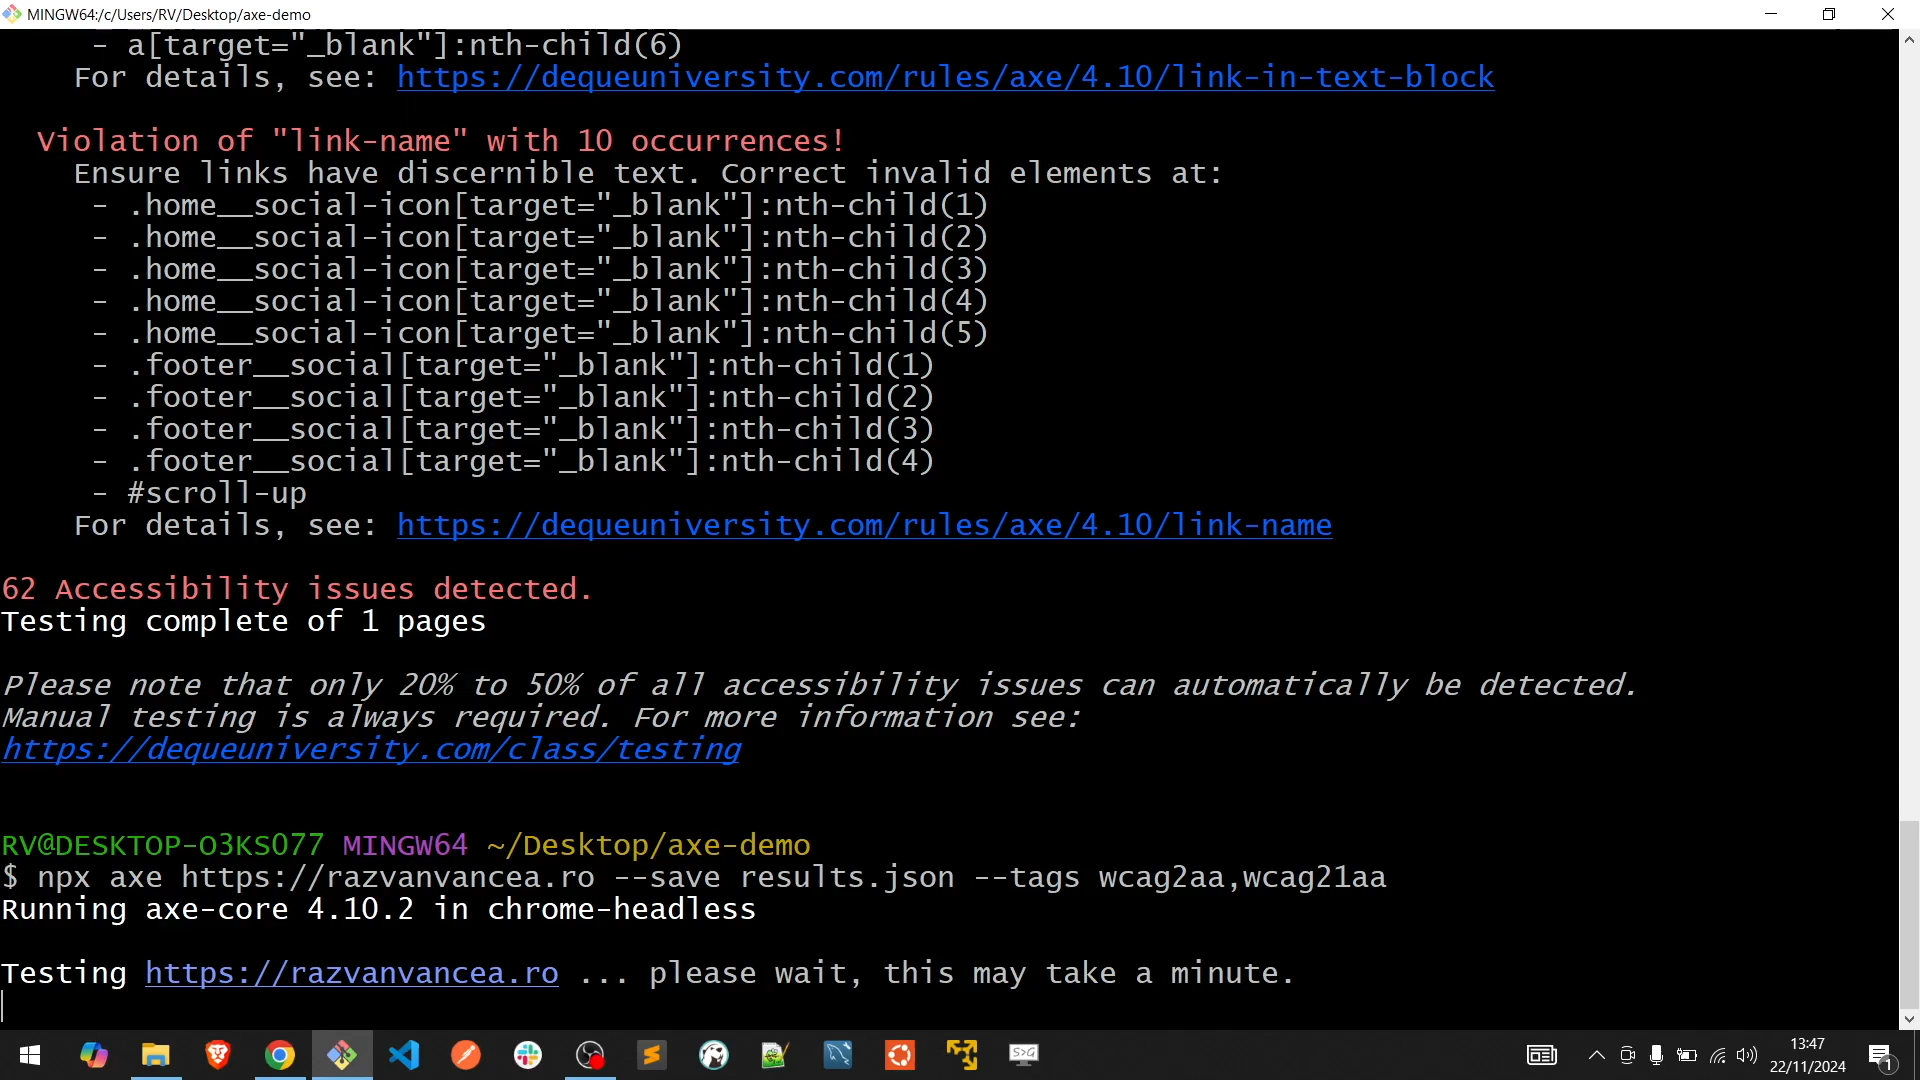 MINGW64:/c/Users/RV/Desktop/axe-demo
- a[target="_blank"]:nth-child(6)
For details, see: https://dequeuniversity.com/rules/axe/4.10/link-in-text-block
Violation of "link-name" with 10 occurrences!
Ensure links have discernible text. Correct invalid elements at:
- .home__social-icon[target="_blank"]:nth-child(1)
- .home__social-icon[target="_blank"]:nth-child(2)
- .home__social-icon[target="_blank"]:nth-child(3)
- .home__social-icon[target="_blank"]:nth-child(4)
- .home__social-icon[target="_blank"]:nth-child(5)
- .footer__social[target="_blank"]:nth-child(1)
- .footer__social[target="_blank"]:nth-child(2)
- .footer__social[target="_blank"]:nth-child(3)
- .footer__social[target="_blank"]:nth-child(4)
- #scroll-up
For details, see: https://dequeuniversity.com/rules/axe/4.10/link-name
62 Accessibility issues detected.
Testing complete of 1 pages
Please note that only 20% to 50% of all accessibility issues can automatically be detected.
Manual testing is always required. For more information see:
https://dequeuniversity.com/class/testing
RV@DESKTOP-O3KSO77 MINGW64 ~/Desktop/axe-demo
$ npx axe https://razvanvancea.ro --save results.json --tags wcag2aa,wcag21aa
Running axe-core 4.10.2 in chrome-headless
Testing https://razvanvancea.ro ... please wait, this may take a minute.
S>G
13:47
22/11/2024
1